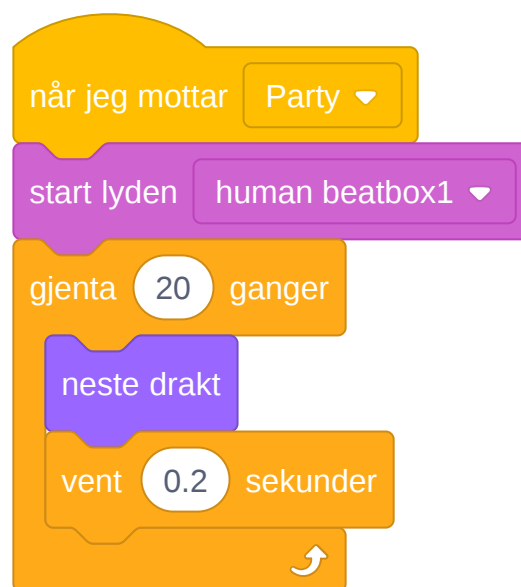 når jeg mottar Party
start lyden human beatbox1
gjenta 20 ganger
neste drakt
vent 0.2 sekunder